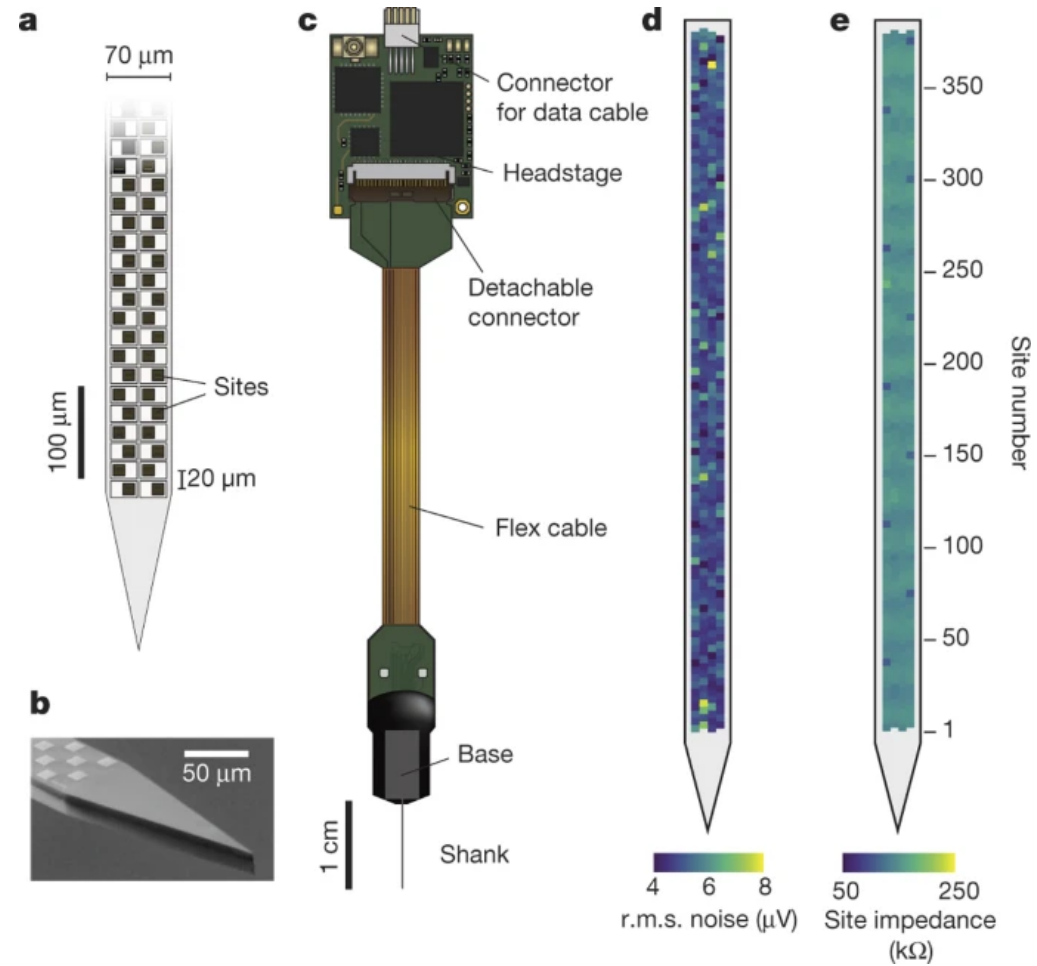 a
70 μm
Sites
100 μm
20 μm
b
50 μm
c
Connector
for data cable
Headstage
Detachable
connector
Flex cable
Base
1 cm
Shank
d
4 6 8
r.m.s. noise (μV)
e
350
300
250
200
150
100
50
1
Site number
50 250
Site impedance
(kΩ)